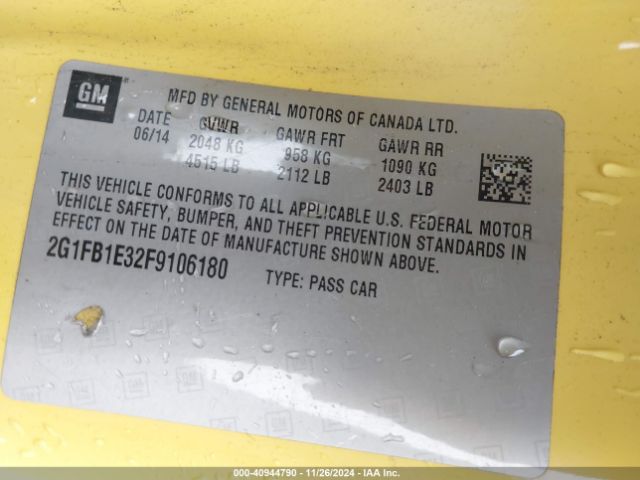 GM
MFD BY GENERAL MOTORS OF CANADA LTD.
DATE GVWR GAWR FRT GAWR RR
06/14 2048 KG 958 KG 1090 KG
4515 LB 2112 LB 2403 LB
THIS VEHICLE CONFORMS TO ALL APPLICABLE U.S. FEDERAL MOTOR
VEHICLE SAFETY, BUMPER, AND THEFT PREVENTION STANDARDS IN
EFFECT ON THE DATE OF MANUFACTURE SHOWN ABOVE.
2G1FB1E32F9106180 TYPE: PASS CAR
000-40944790 - 11/26/2024 - IAA Inc.